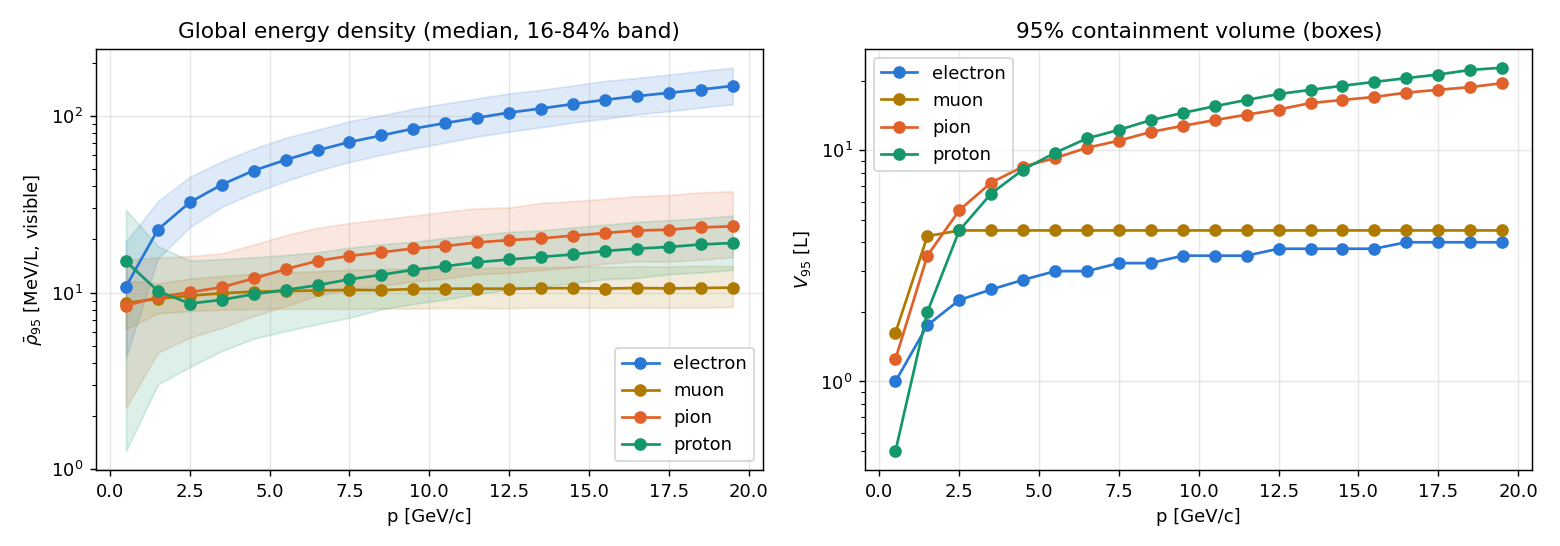 Global energy density (median, 16-84% band)
10²
10¹
10⁰
ρ̄₉₅ [MeV/L, visible]
electron
muon
pion
proton
0.0 2.5 5.0 7.5 10.0 12.5 15.0 17.5 20.0
p [GeV/c]
95% containment volume (boxes)
electron
muon
pion
proton
10¹
10⁰
V₉₅ [L]
0.0 2.5 5.0 7.5 10.0 12.5 15.0 17.5 20.0
p [GeV/c]